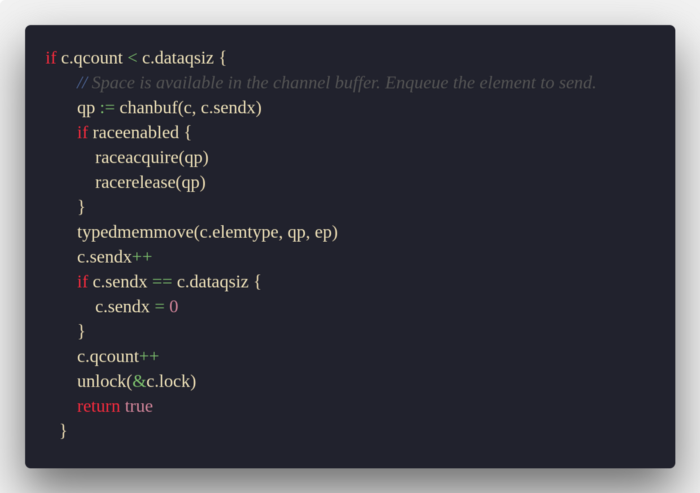 if c.qcount < c.dataqsiz {
// Space is available in the channel buffer. Enqueue the element to send.
qp := chanbuf(c, c.sendx)
if raceenabled {
raceacquire(qp)
racerelease(qp)
}
typedmemmove(c.elemtype, qp, ep)
c.sendx++
if c.sendx == c.dataqsiz {
c.sendx = 0
}
c.qcount++
unlock(&c.lock)
return true
}